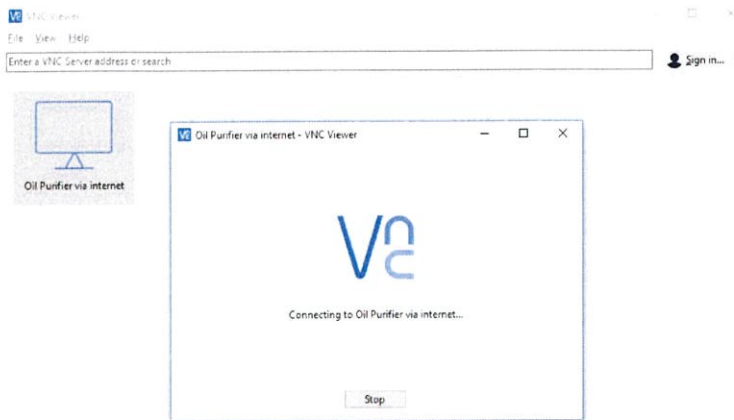 VNC Viewer
File View Help
Enter a VNC Server address or search
Sign in...
Oil Purifier via internet
Oil Purifier via internet - VNC Viewer
Connecting to Oil Purifier via internet...
Stop